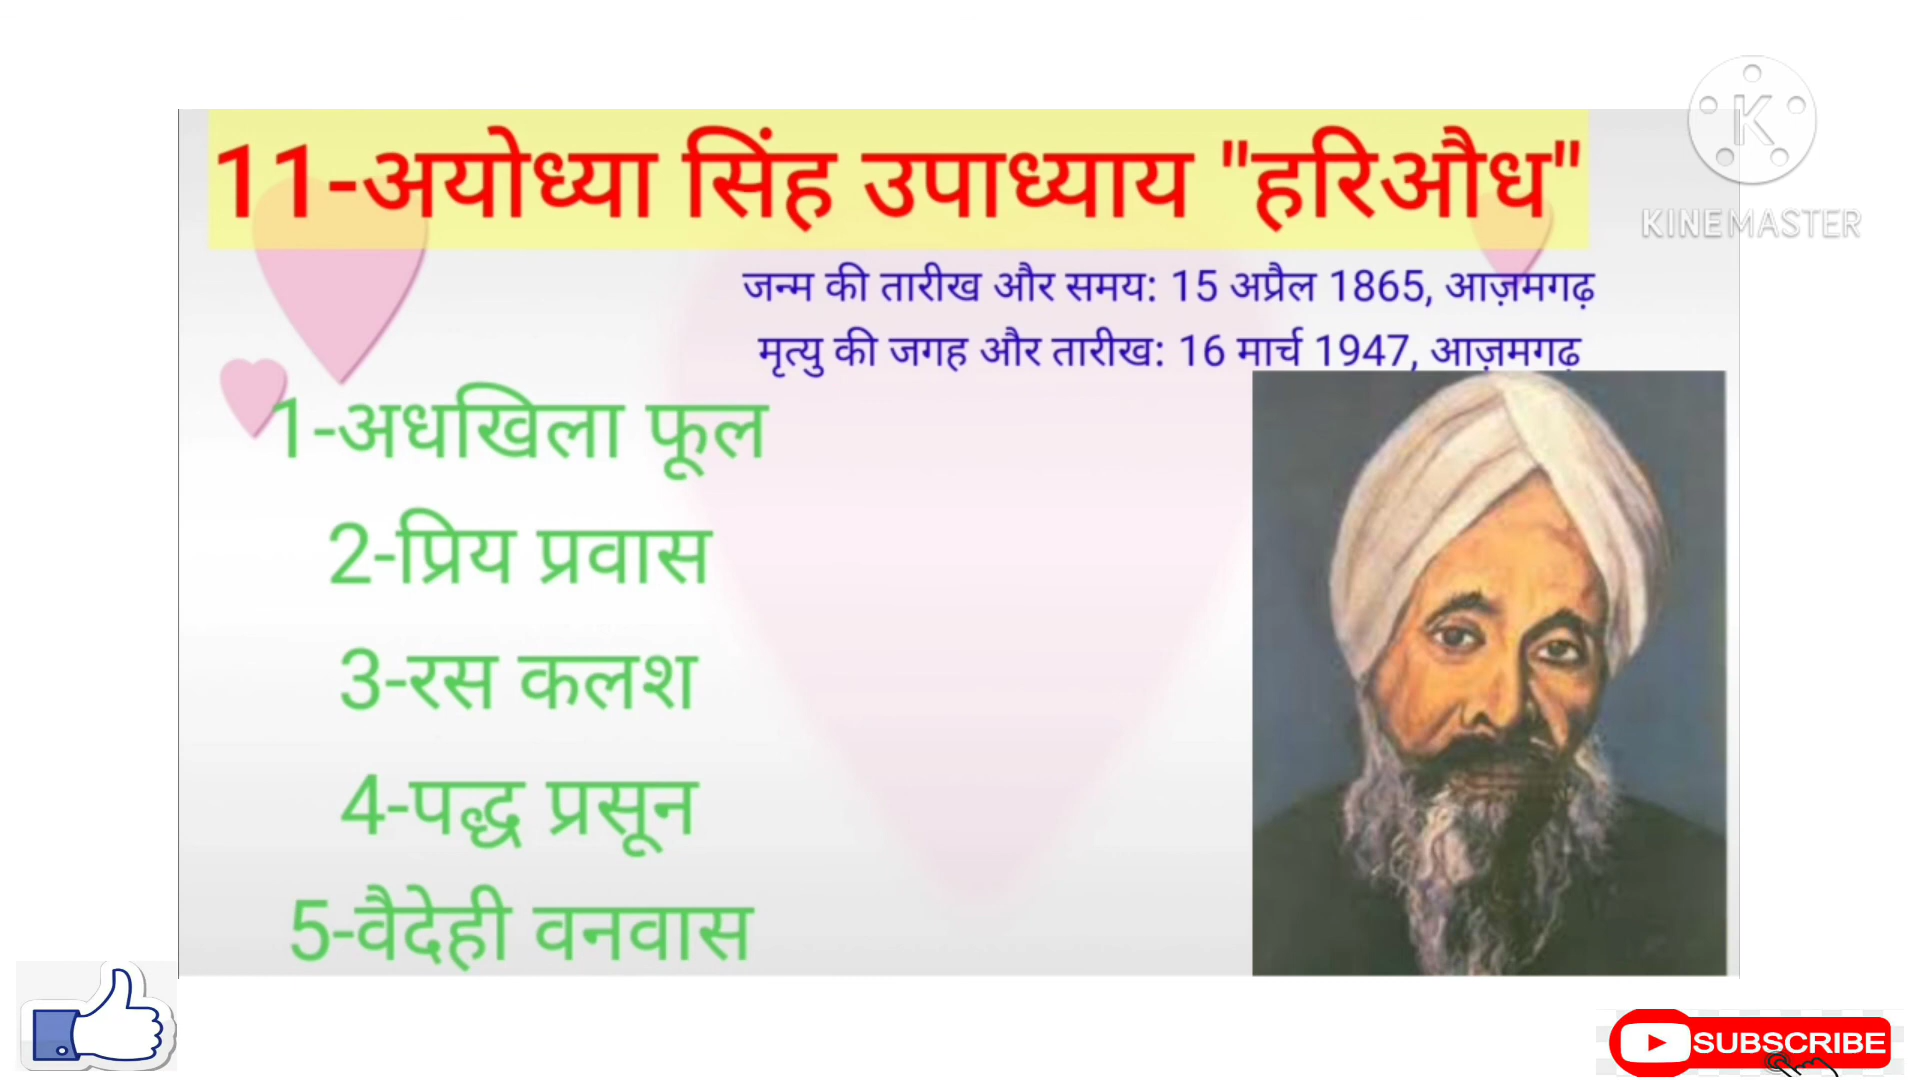 11-अयोध्या सिंह उपाध्याय "हरिऔध"
जन्म की तारीख और समय: 15 अप्रैल 1865, आज़मगढ़
मृत्यु की जगह और तारीख: 16 मार्च 1947, आज़मगढ़
1-अधखिला फूल
2-प्रिय प्रवास
3-रस कलश
4-पद्ध प्रसून
5-वैदेही वनवास
K
KINEMASTER
SUBSCRIBE